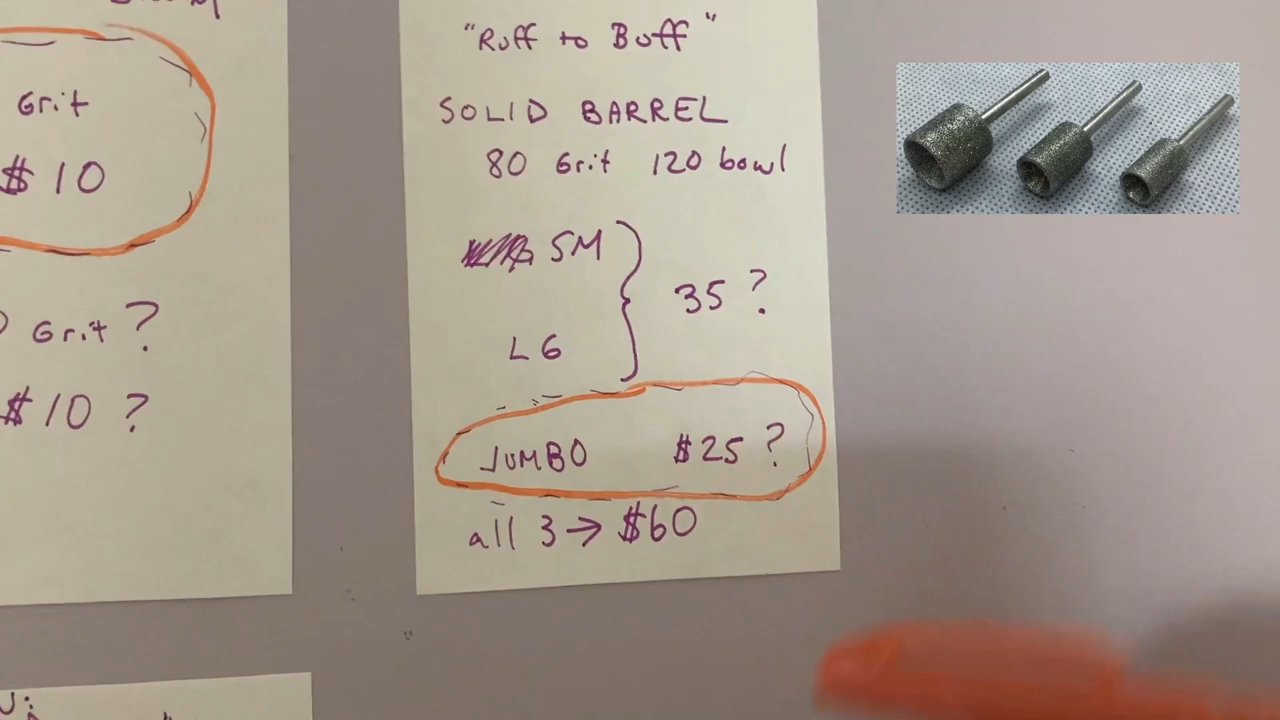 Grit
$ 10
Grit ?
$ 10 ?
"Ruff to Buff"
SOLID BARREL
80 Grit 120 bowl
SM
35 ?
LG
JUMBO $25 ?
all 3 → $60